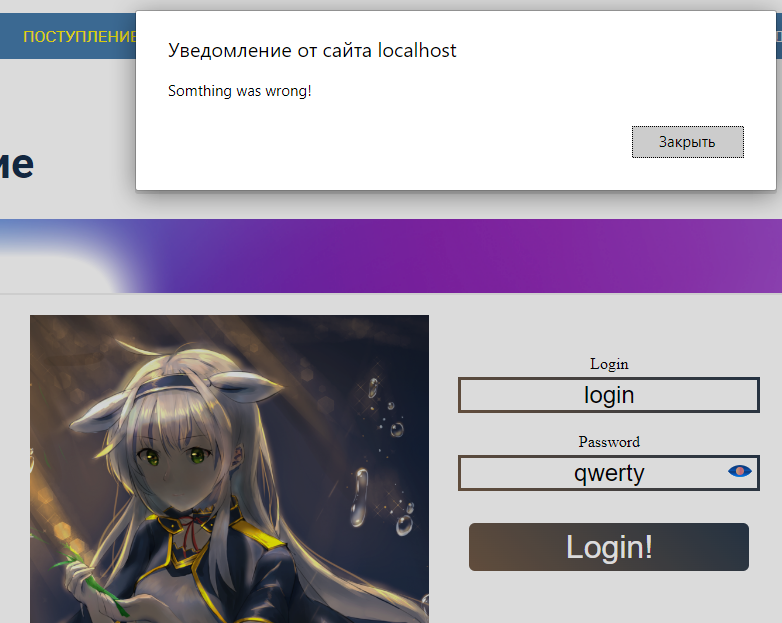 ПОСТУПЛЕНИЕ
Уведомление от сайта localhost
Somthing was wrong!
Закрыть
ие
Login
login
Password
qwerty
Login!